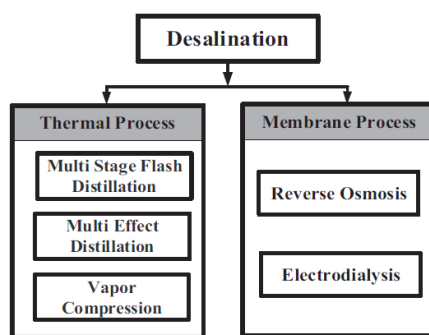 Desalination
Thermal Process
Multi Stage Flash
Distillation
Multi Effect
Distillation
Vapor
Compression
Membrane Process
Reverse Osmosis
Electrodialysis